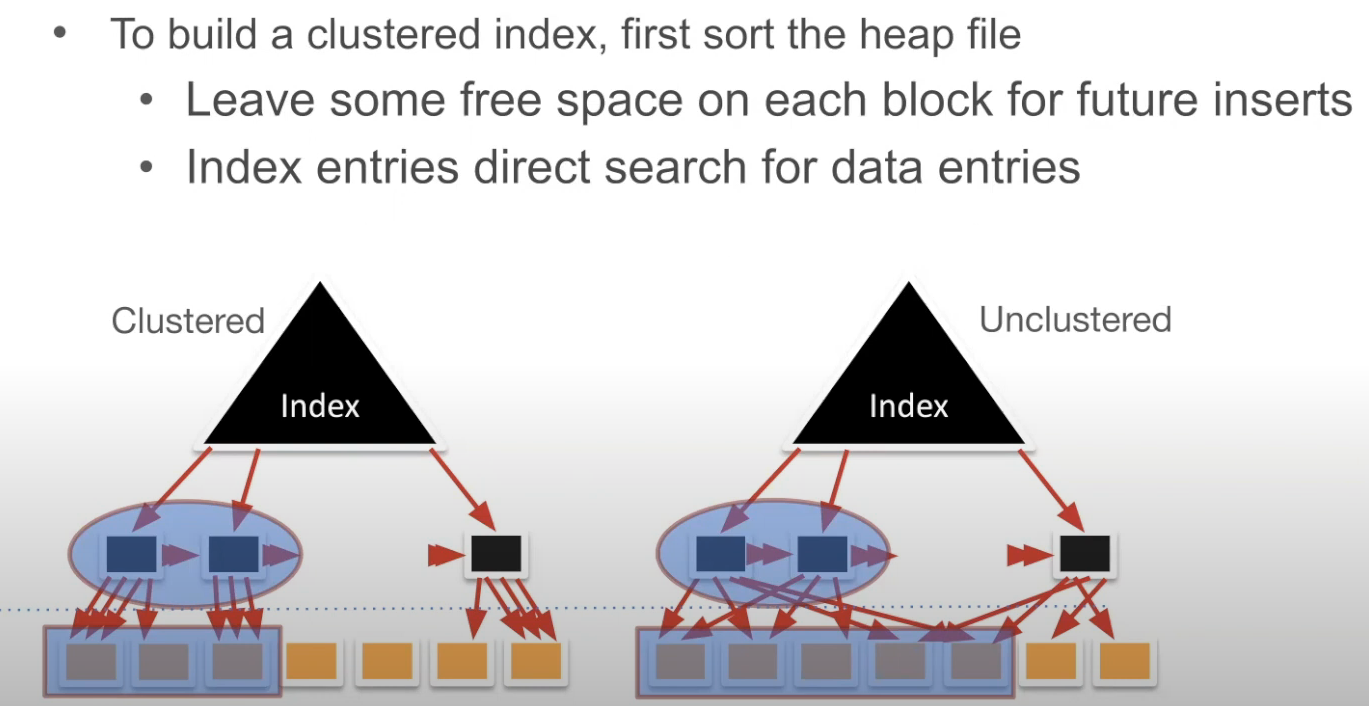 • To build a clustered index, first sort the heap file
• Leave some free space on each block for future inserts
• Index entries direct search for data entries
Clustered
Unclustered
Index
Index